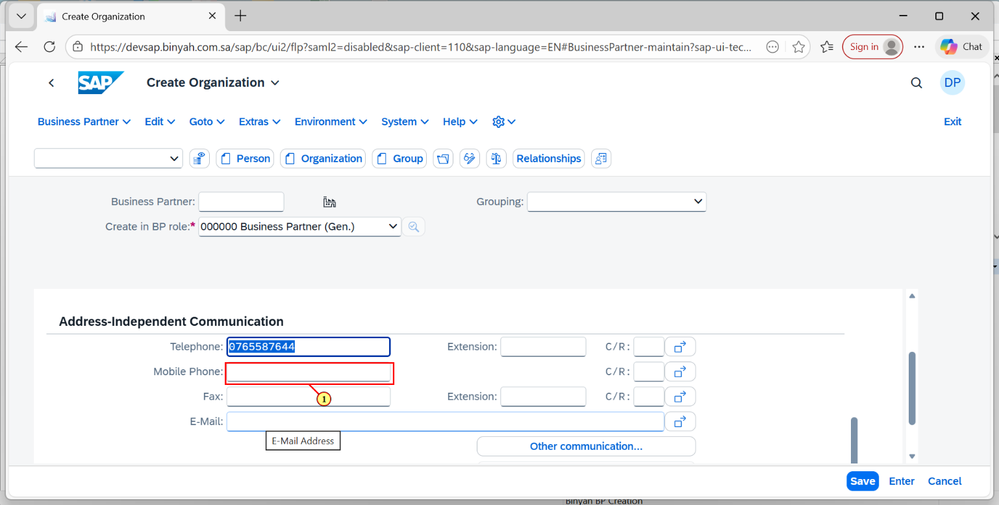 Create Organization
https://devsap.binyah.com.sa/sap/bc/ui2/flp?saml2=disabled&sap-client=110&sap-language=EN#BusinessPartner-maintain?sap-ui-tec...
Sign in
Chat
SAP
Create Organization
DP
Business Partner Edit Goto Extras Environment System Help Exit
Person Organization Group Relationships
Business Partner: Grouping:
Create in BP role:* 000000 Business Partner (Gen.)
Address-Independent Communication
Telephone: 0765587644 Extension: C/R:
Mobile Phone: C/R:
1
Fax: Extension: C/R:
E-Mail:
E-Mail Address
Other communication...
Save Enter Cancel
Binyah BP Creation